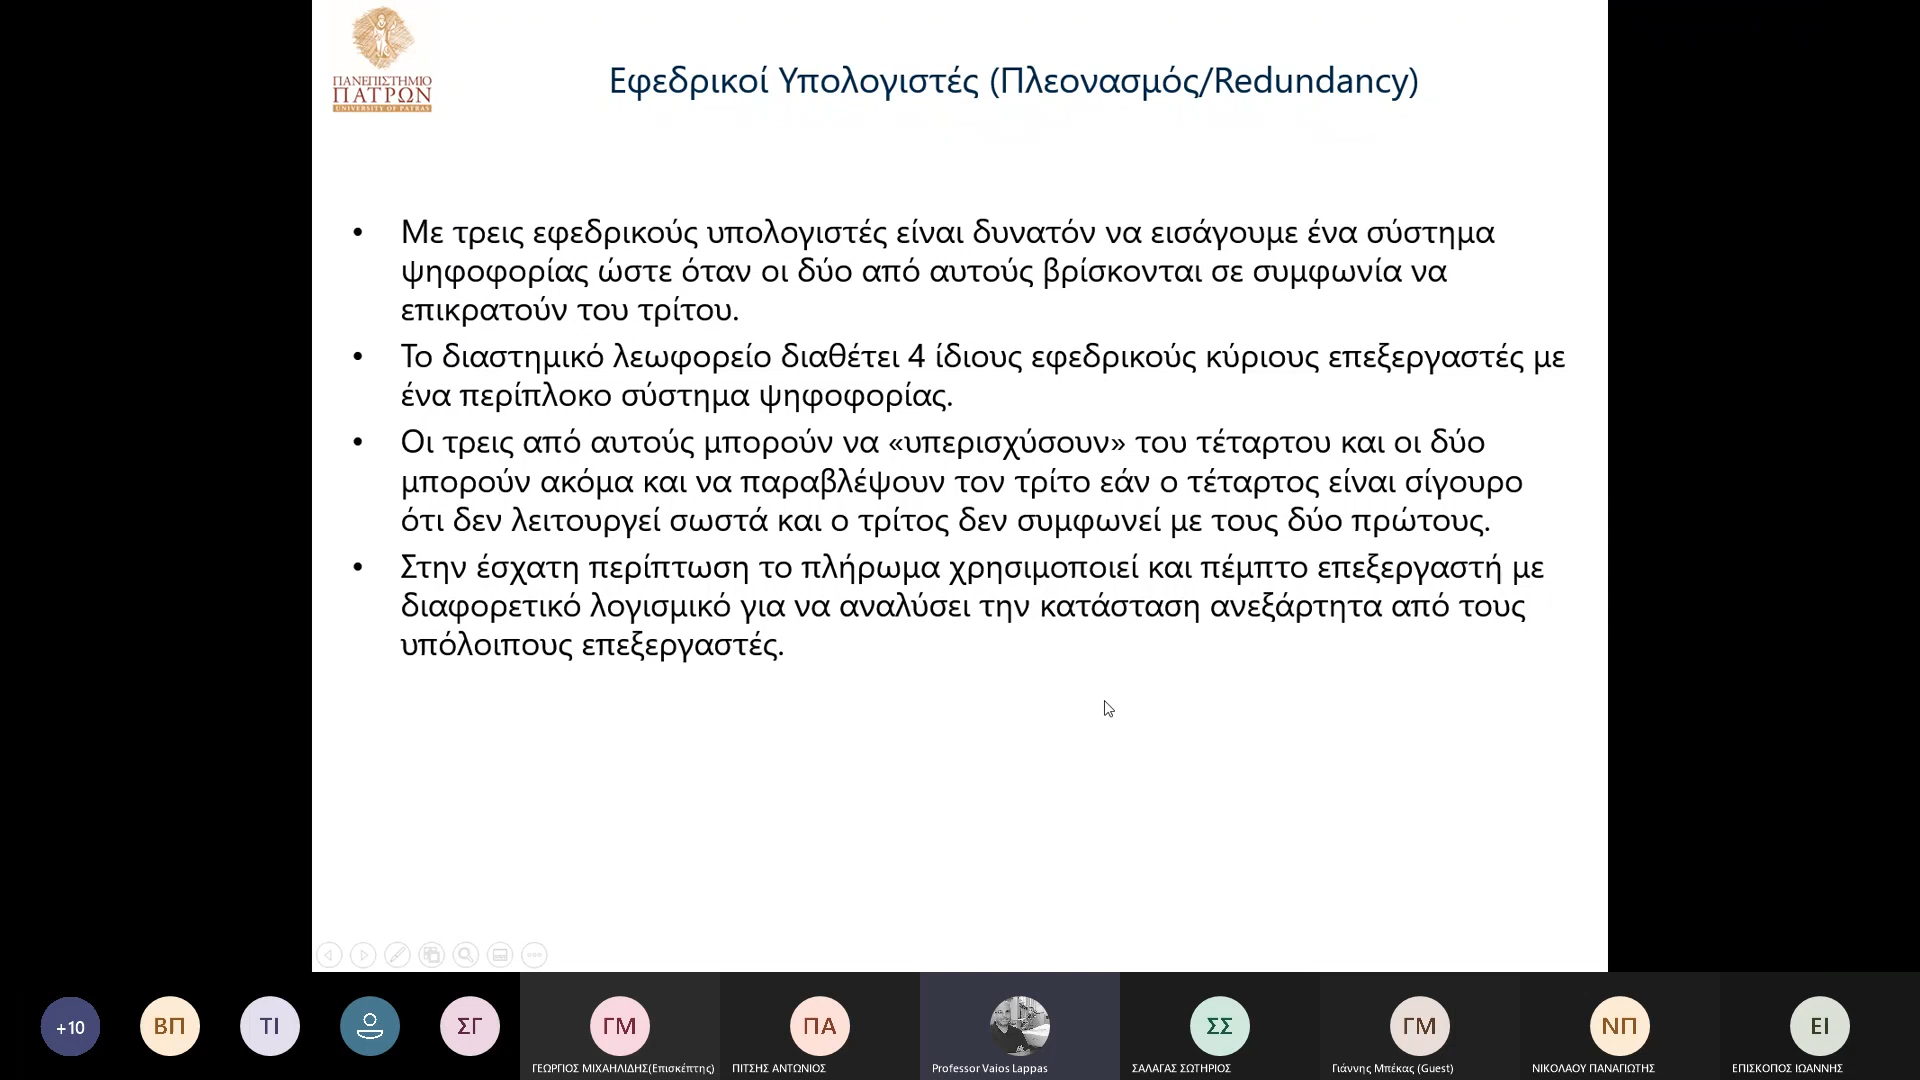 ΠΑΝΕΠΙΣΤΗΜΙΟ
ΠΑΤΡΩΝ
UNIVERSITY OF PATRAS
Εφεδρικοί Υπολογιστές (Πλεονασμός/Redundancy)
• Με τρεις εφεδρικούς υπολογιστές είναι δυνατόν να εισάγουμε ένα σύστημα
ψηφοφορίας ώστε όταν οι δύο από αυτούς βρίσκονται σε συμφωνία να
επικρατούν του τρίτου.
• Το διαστημικό λεωφορείο διαθέτει 4 ίδιους εφεδρικούς κύριους επεξεργαστές με
ένα περίπλοκο σύστημα ψηφοφορίας.
• Οι τρεις από αυτούς μπορούν να «υπερισχύσουν» του τέταρτου και οι δύο
μπορούν ακόμα και να παραβλέψουν τον τρίτο εάν ο τέταρτος είναι σίγουρο
ότι δεν λειτουργεί σωστά και ο τρίτος δεν συμφωνεί με τους δύο πρώτους.
• Στην έσχατη περίπτωση το πλήρωμα χρησιμοποιεί και πέμπτο επεξεργαστή με
διαφορετικό λογισμικό για να αναλύσει την κατάσταση ανεξάρτητα από τους
υπόλοιπους επεξεργαστές.
+10
ΒΠ
ΤΙ
ΣΓ
ΓΜ
ΠΑ
ΣΣ
ΓΜ
ΝΠ
ΕΙ
ΓΕΩΡΓΙΟΣ ΜΙΧΑΗΛΙΔΗΣ(Επισκέπτης)
ΠΙΤΣΗΣ ΑΝΤΩΝΙΟΣ
Professor Vaios Lappas
ΣΑΛΑΓΑΣ ΣΩΤΗΡΙΟΣ
Γιάννης Μπέκας (Guest)
ΝΙΚΟΛΑΟΥ ΠΑΝΑΓΙΩΤΗΣ
ΕΠΙΣΚΟΠΟΣ ΙΩΑΝΝΗΣ